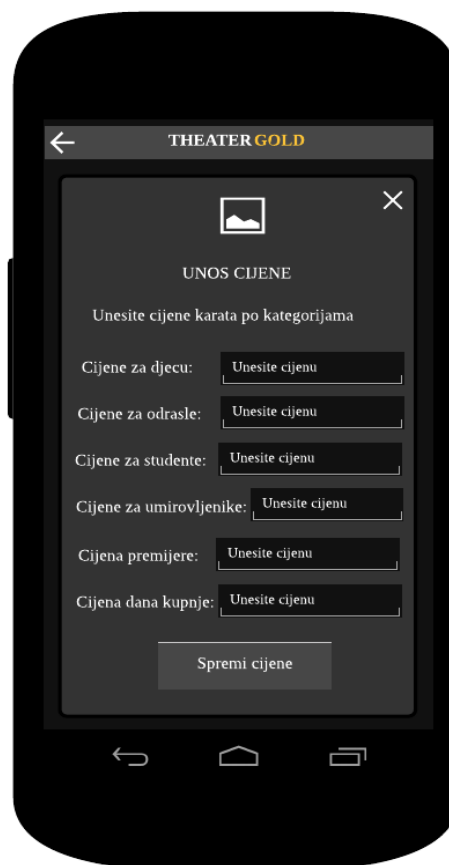 THEATER GOLD
UNOS CIJENE
Unesite cijene karata po kategorijama
Cijene za djecu: Unesite cijenu
Cijene za odrasle: Unesite cijenu
Cijene za studente: Unesite cijenu
Cijene za umirovljenike: Unesite cijenu
Cijena premijere: Unesite cijenu
Cijena dana kupnje: Unesite cijenu
Spremi cijene